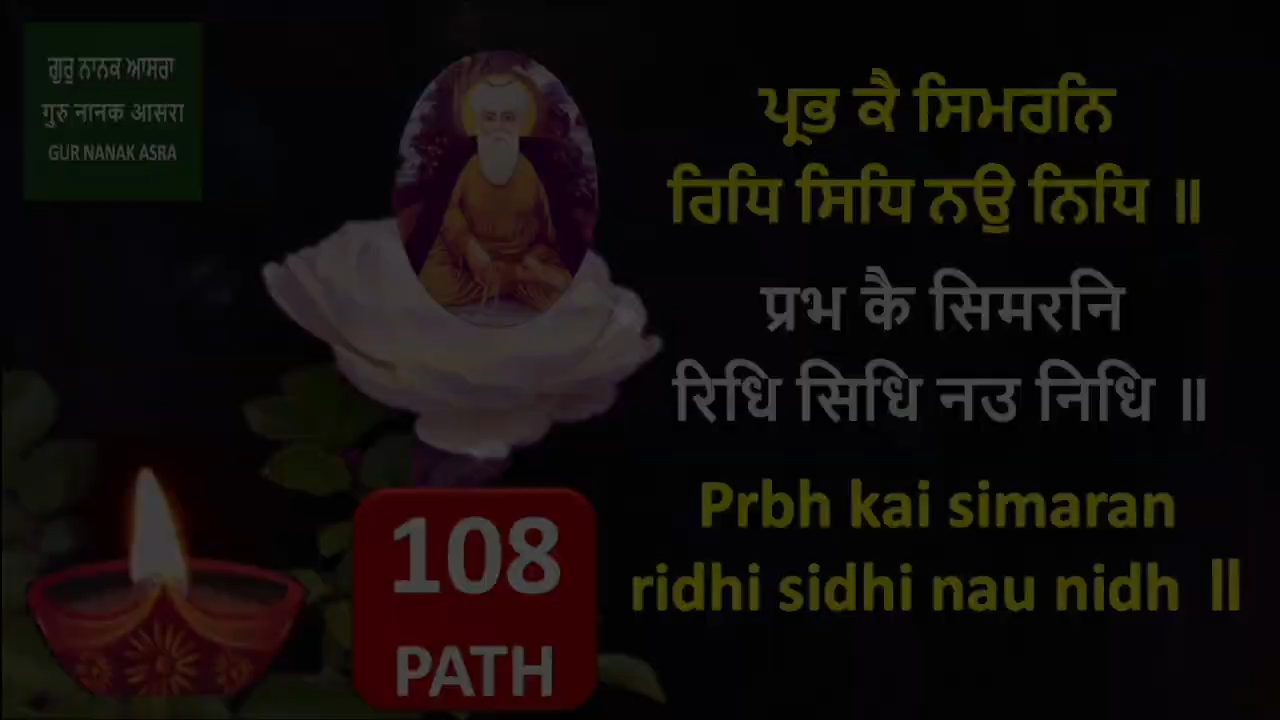 ਗੁਰੁ ਨਾਨਕ ਆਸਰਾ
गुरु नानक आसरा
GUR NANAK ASRA
ਪ੍ਰਭ ਕੈ ਸਿਮਰਨਿ
ਰਿਧਿ ਸਿਧਿ ਨਉ ਨਿਧਿ ॥
प्रभ कै सिमरनि
रिधि सिधि नउ निधि ॥
Prbh kai simaran
ridhi sidhi nau nidh ॥
108
PATH